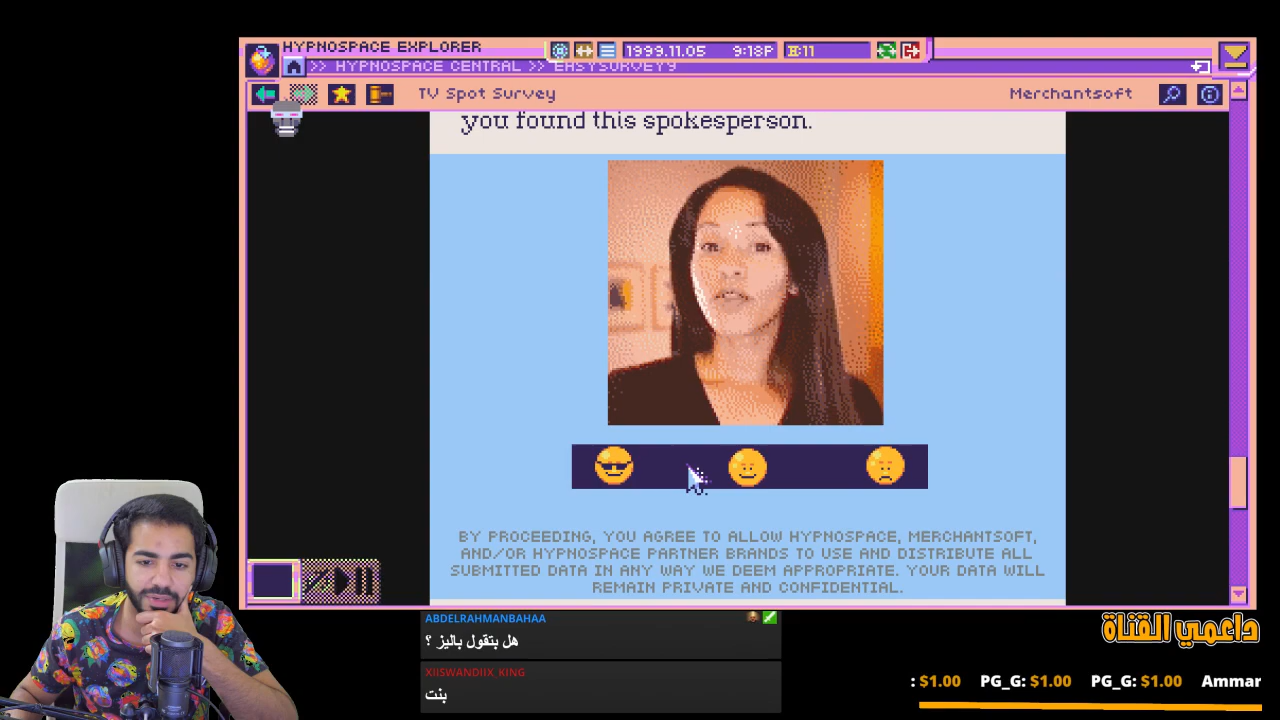 HYPNOSPACE EXPLORER
1999.11.05 9:18P
⌛:11
>> HYPNOSPACE CENTRAL >> EASYSURVEY9
TV Spot Survey
Merchantsoft
you found this spokesperson.
BY PROCEEDING, YOU AGREE TO ALLOW HYPNOSPACE, MERCHANTSOFT,
AND/OR HYPNOSPACE PARTNER BRANDS TO USE AND DISTRIBUTE ALL
SUBMITTED DATA IN ANY WAY WE DEEM APPROPRIATE. YOUR DATA WILL
REMAIN PRIVATE AND CONFIDENTIAL.
ABDELRAHMANBAHAA
هل بتقول باليز ؟
XIISWANDIIX_KING
بنت
داعمي القناة
: $1.00 PG_G: $1.00 PG_G: $1.00 Ammar